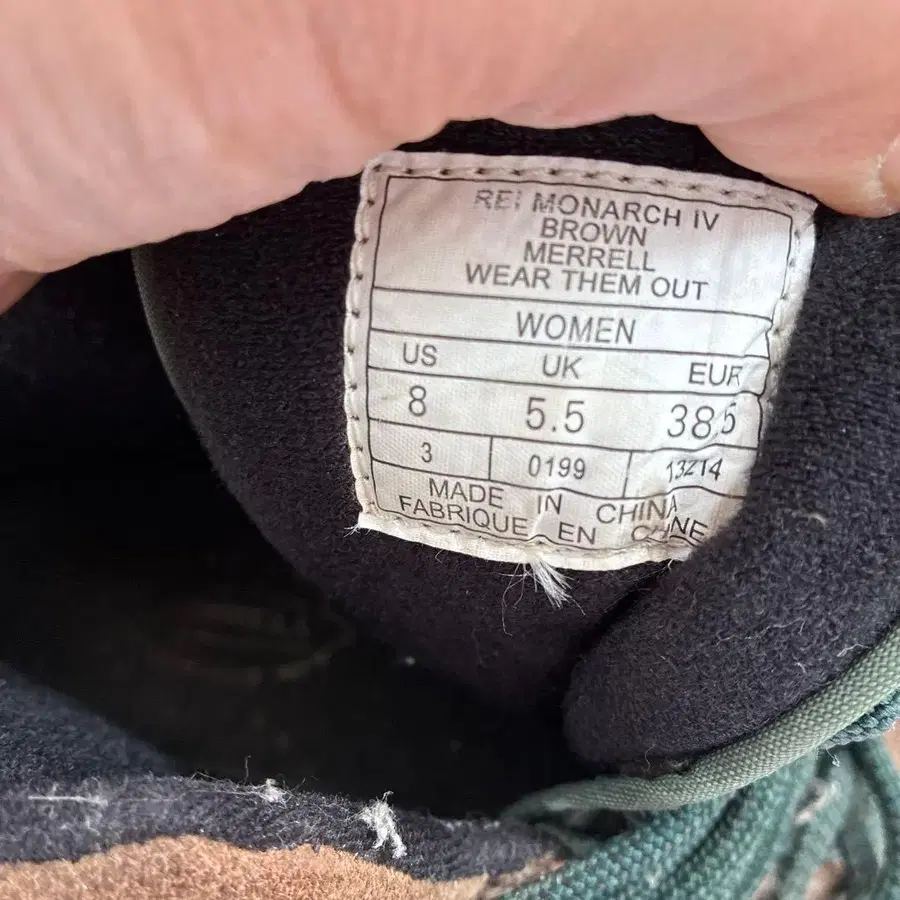 REI MONARCH IV
BROWN
MERRELL
WEAR THEM OUT
WOMEN
US UK EUR
8 5.5 38.5
3 0199 13214
MADE IN CHINA
FABRIQUE EN CHINE